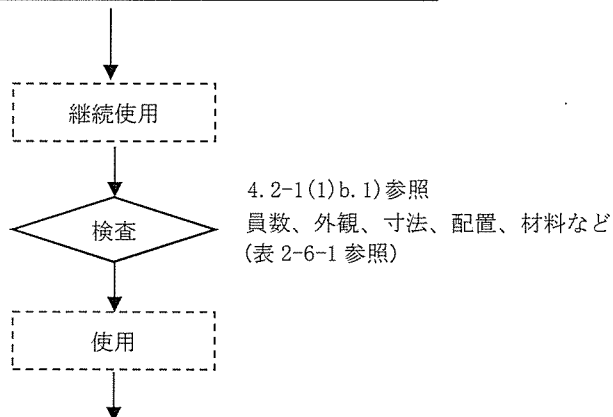 継続使用
検査
4.2-1(1)b.1)参照
員数、外観、寸法、配置、材料など
(表 2-6-1 参照)
使用